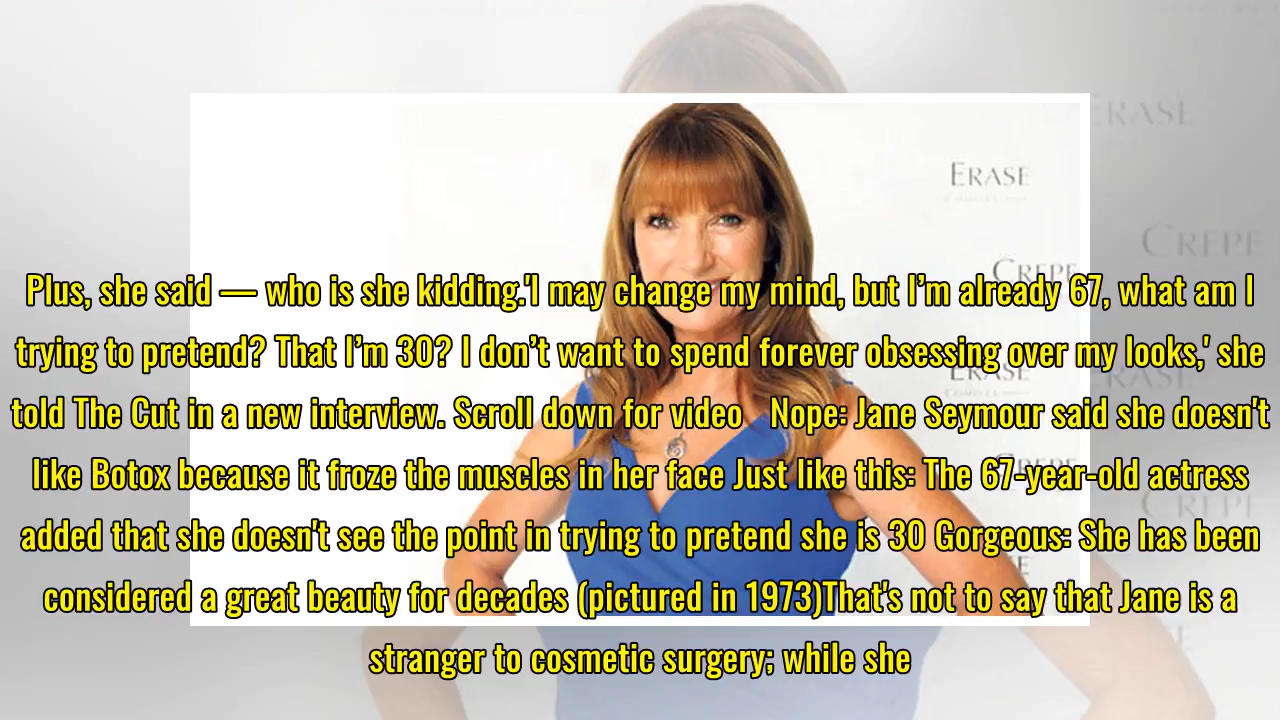 ERASE
ERASE
CREPE
CREPE
Plus, she said — who is she kidding.'I may change my mind, but I’m already 67, what am I
trying to pretend? That I’m 30? I don’t want to spend forever obsessing over my looks,' she
ERASE
told The Cut in a new interview. Scroll down for video Nope: Jane Seymour said she doesn't
like Botox because it froze the muscles in her face Just like this: The 67-year-old actress
added that she doesn't see the point in trying to pretend she is 30 Gorgeous: She has been
considered a great beauty for decades (pictured in 1973)That's not to say that Jane is a
stranger to cosmetic surgery; while she